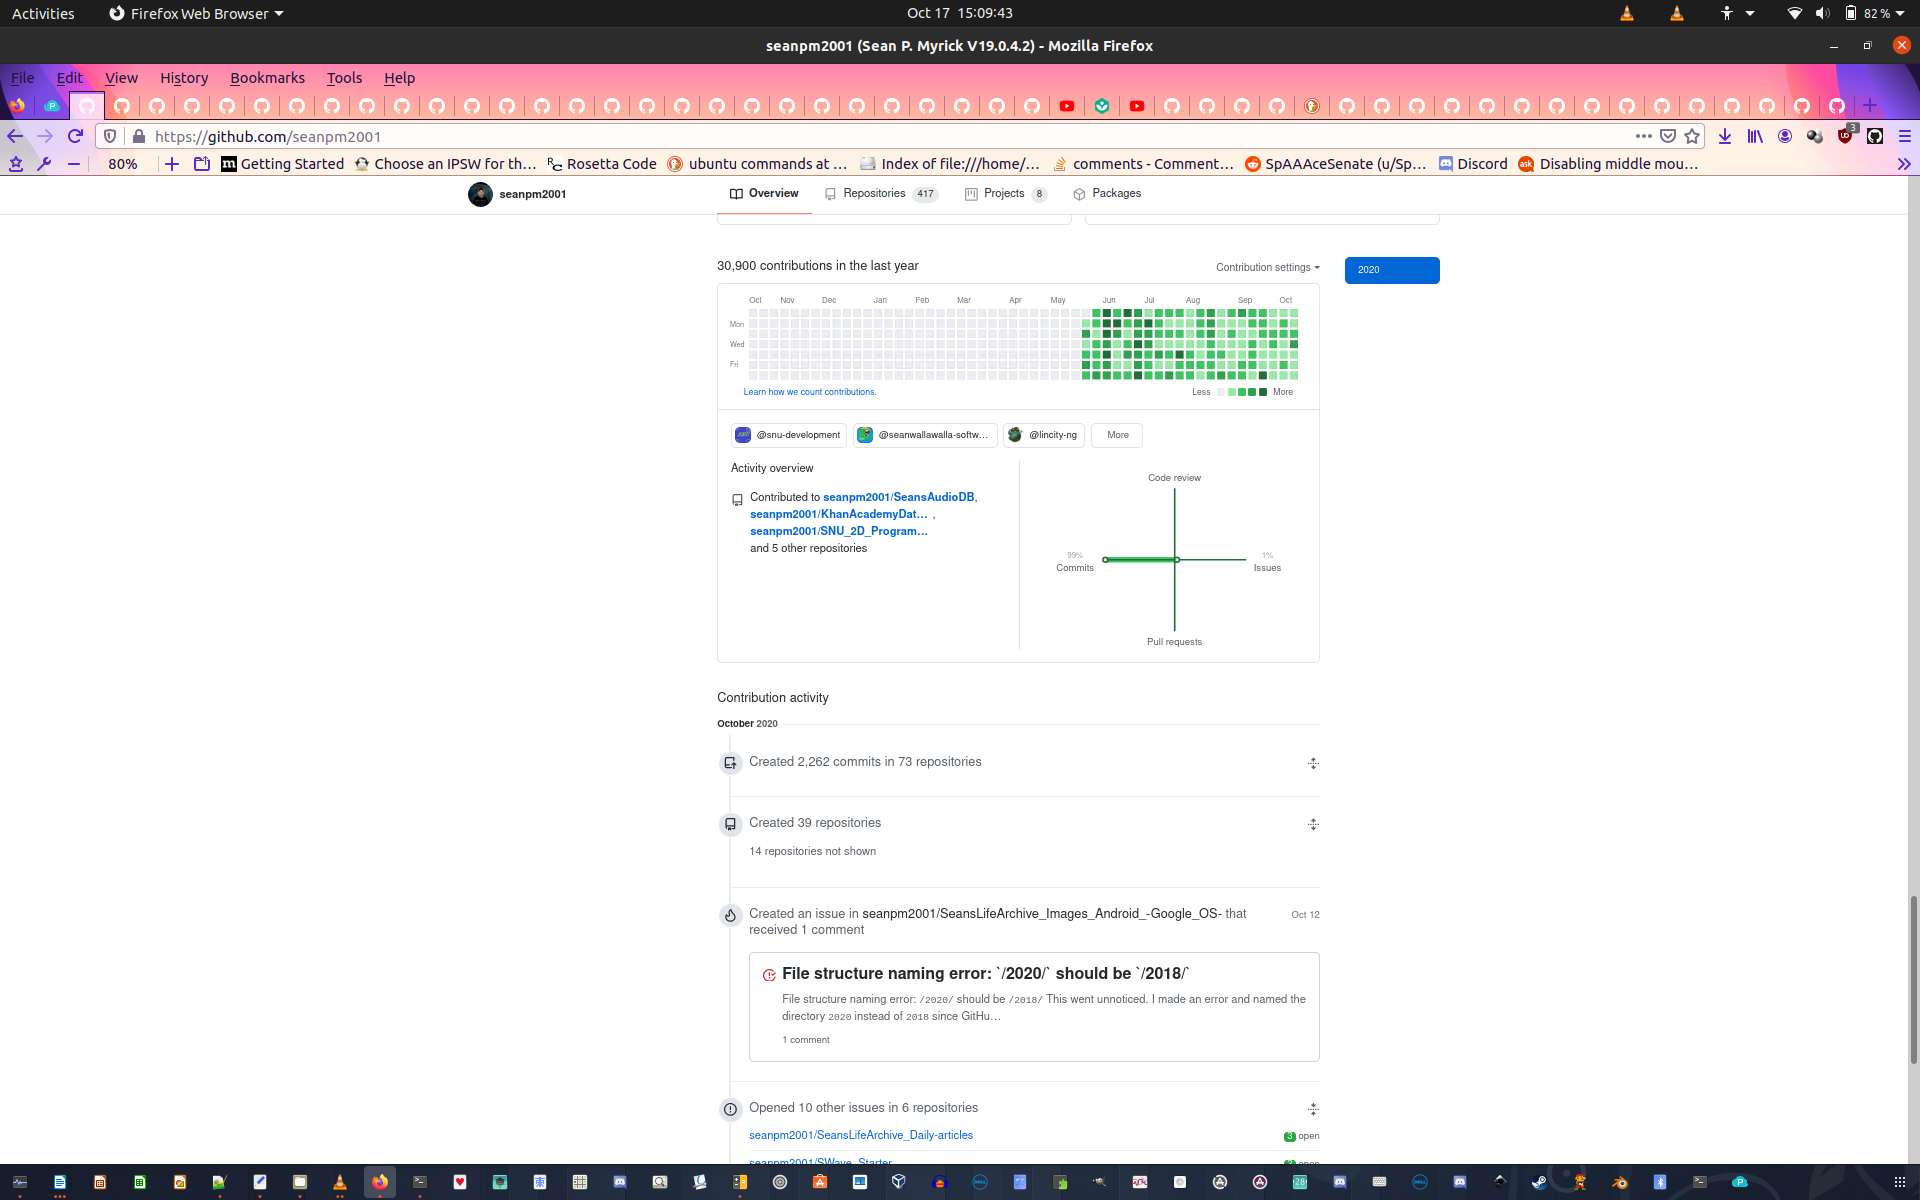 Activities
Firefox Web Browser
Oct 17 15:09:43
82 %
seanpm2001 (Sean P. Myrick V19.0.4.2) - Mozilla Firefox
File Edit View History Bookmarks Tools Help
https://github.com/seanpm2001
3
80%
Getting Started
Choose an IPSW for th…
Rosetta Code
ubuntu commands at …
Index of file:///home/…
comments - Comment…
SpAAAceSenate (u/Sp…
Discord
Disabling middle mou…
seanpm2001
Overview
Repositories 417
Projects 8
Packages
30,900 contributions in the last year
Contribution settings
2020
Oct Nov Dec Jan Feb Mar Apr May Jun Jul Aug Sep Oct
Mon
Wed
Fri
Learn how we count contributions.
Less More
@snu-development
@seanwallawalla-softw…
@lincity-ng
More
Activity overview
Contributed to seanpm2001/SeansAudioDB,
seanpm2001/KhanAcademyDat… ,
seanpm2001/SNU_2D_Program…
and 5 other repositories
Code review
99%
Commits
1%
Issues
Pull requests
Contribution activity
October 2020
Created 2,262 commits in 73 repositories
Created 39 repositories
14 repositories not shown
Created an issue in seanpm2001/SeansLifeArchive_Images_Android_-Google_OS- that
received 1 comment
Oct 12
File structure naming error: `/2020/` should be `/2018/`
File structure naming error: /2020/ should be /2018/ This went unnoticed. I made an error and named the
directory 2020 instead of 2018 since GitHu…
1 comment
Opened 10 other issues in 6 repositories
seanpm2001/SeansLifeArchive_Daily-articles
3 open
seanpm2001/SWave_Starter
open